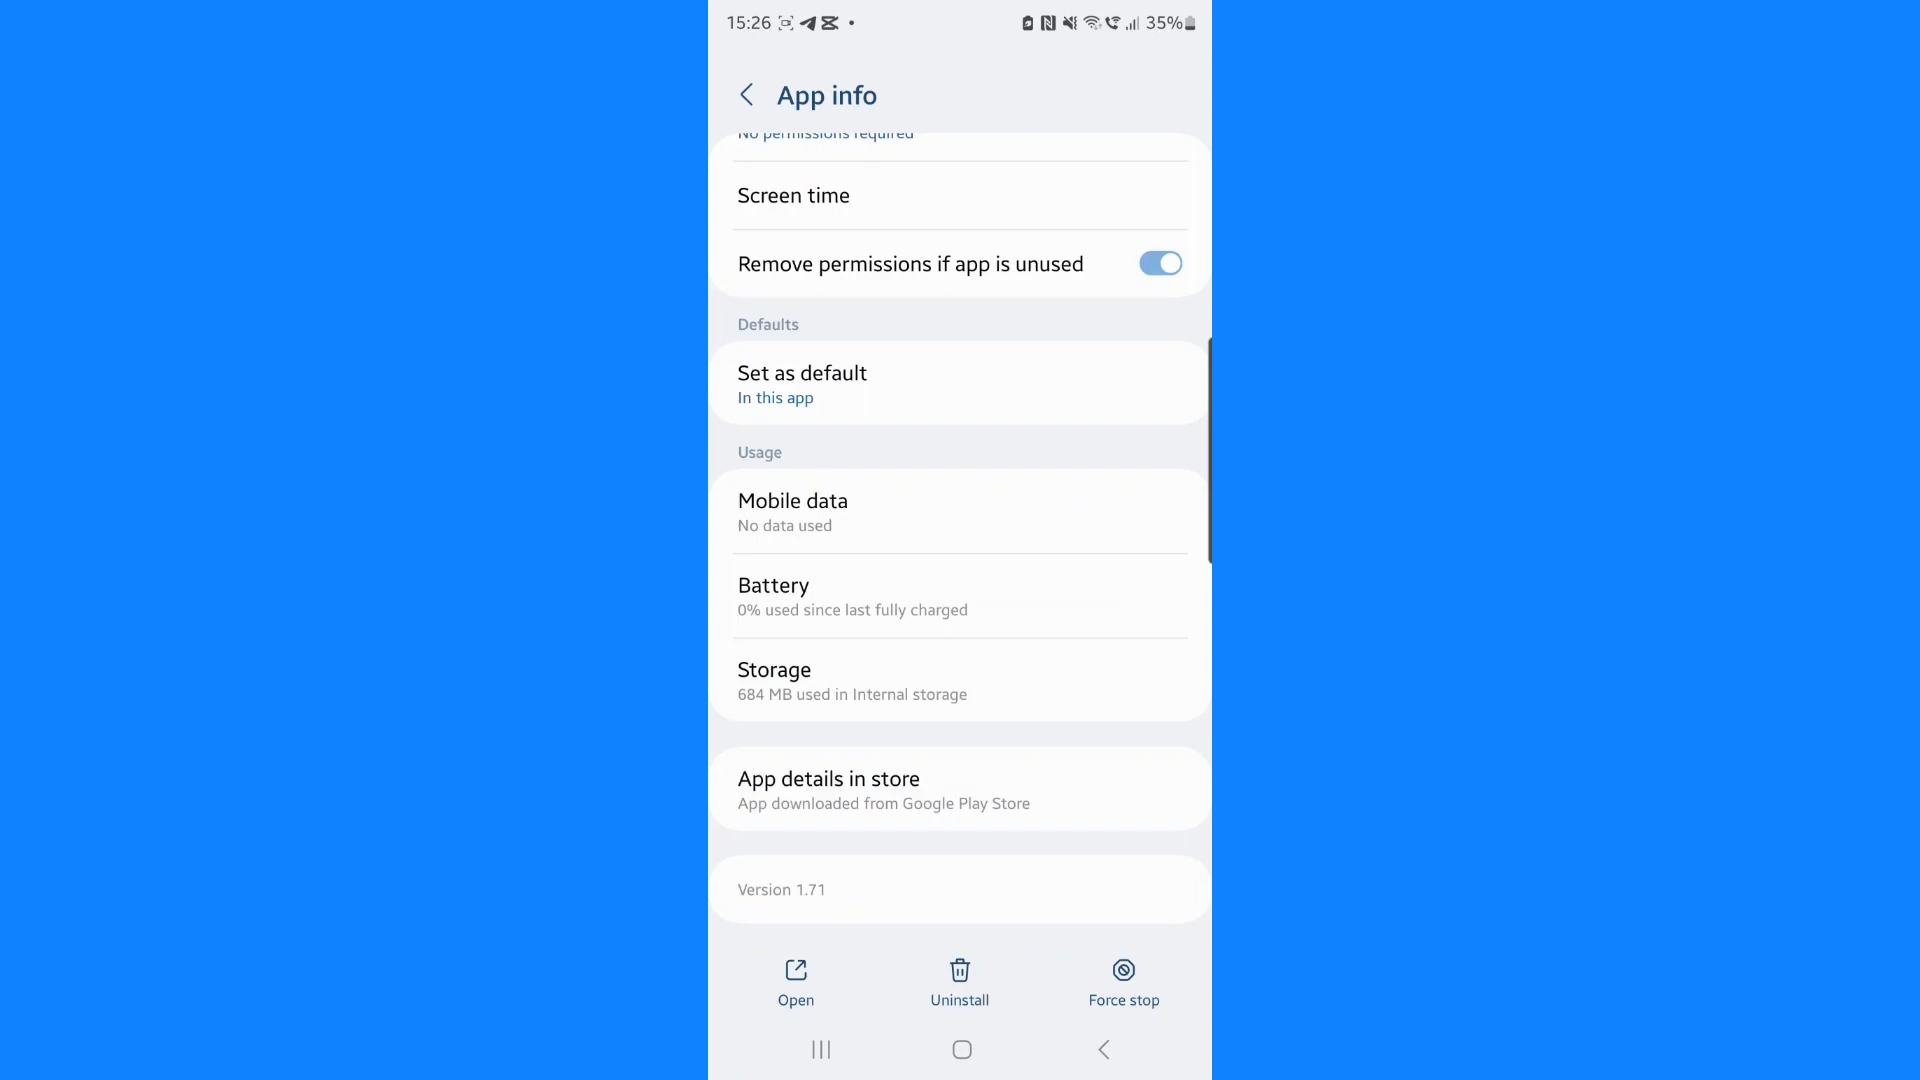 15:26
35%
App info
No permissions required
Screen time
Remove permissions if app is unused
Defaults
Set as default
In this app
Usage
Mobile data
No data used
Battery
0% used since last fully charged
Storage
684 MB used in Internal storage
App details in store
App downloaded from Google Play Store
Version 1.71
Open
Uninstall
Force stop